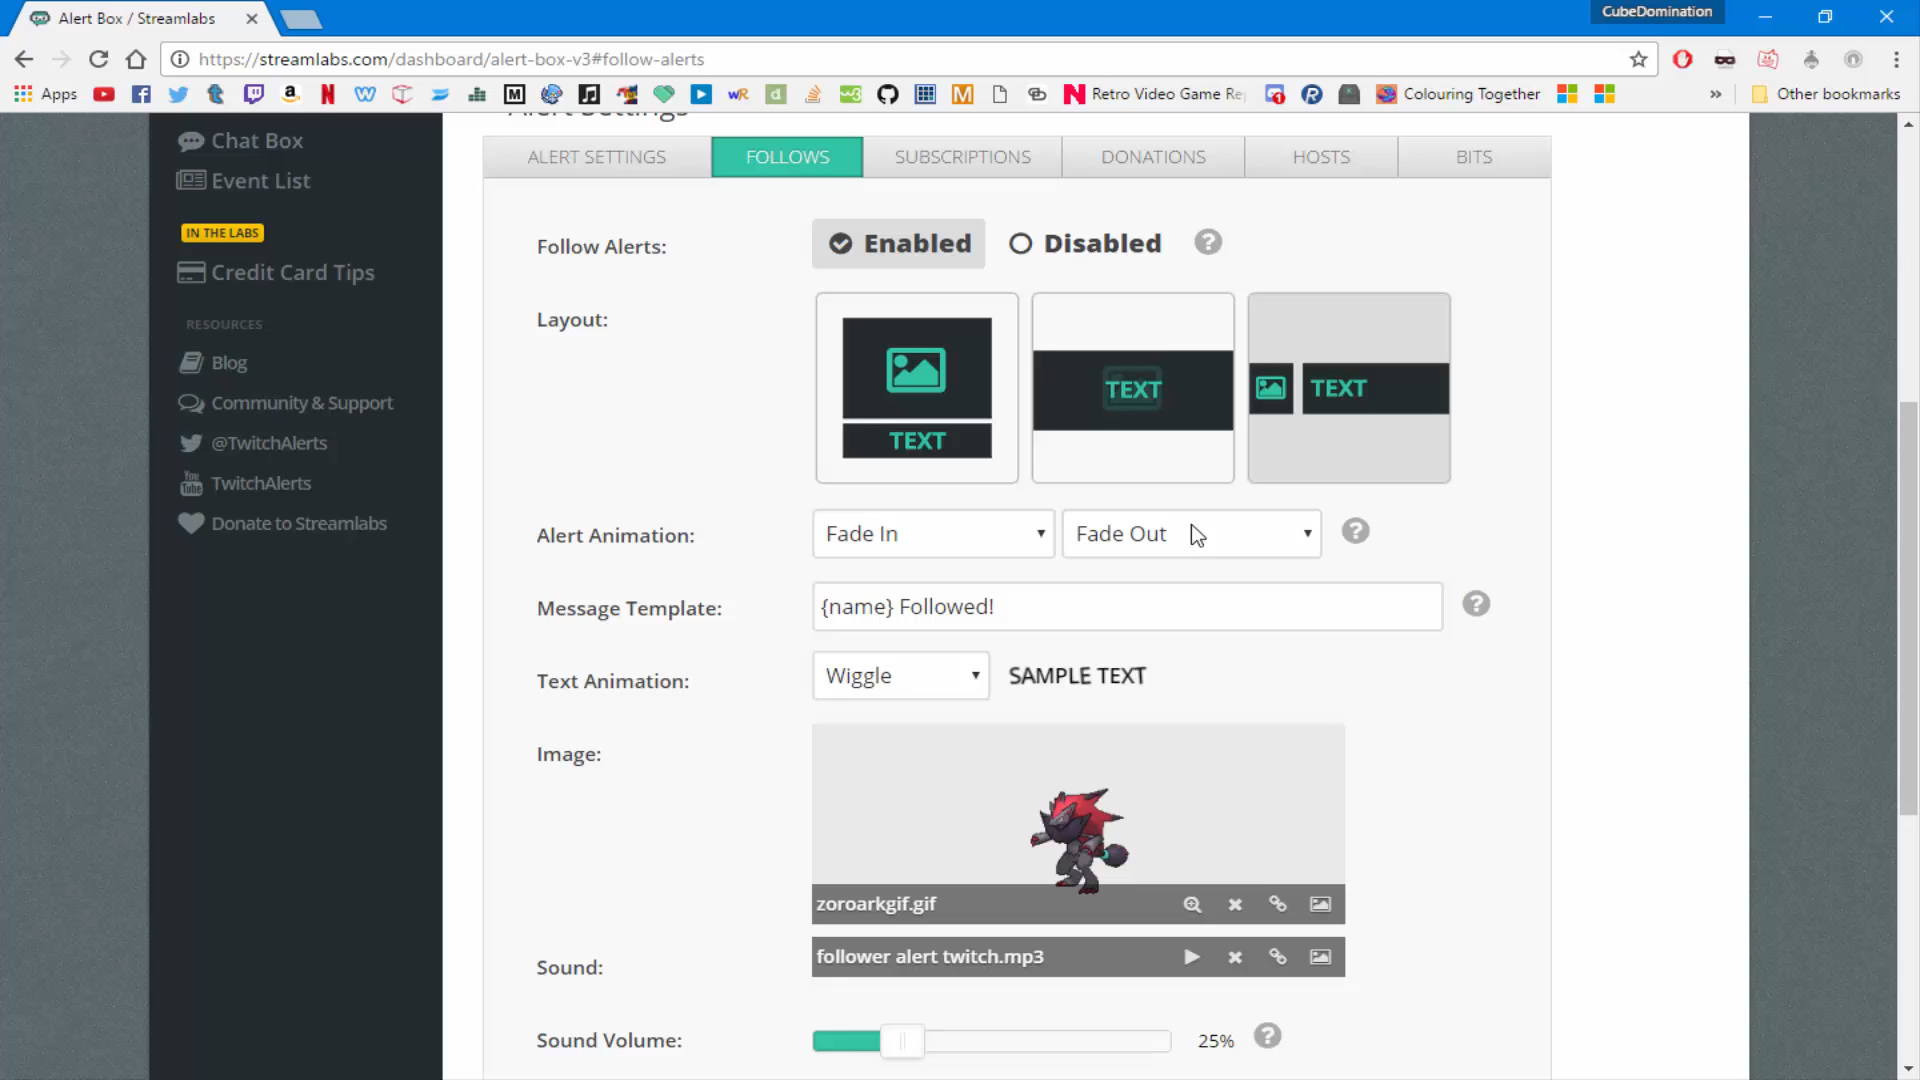 Alert Box / Streamlabs
CubeDomination
https://streamlabs.com/dashboard/alert-box-v3#follow-alerts
Apps
Retro Video Game Re
Colouring Together
» Other bookmarks
Alert Settings
Chat Box
Event List
IN THE LABS
Credit Card Tips
RESOURCES
Blog
Community & Support
@TwitchAlerts
You Tube TwitchAlerts
Donate to Streamlabs
ALERT SETTINGS FOLLOWS SUBSCRIPTIONS DONATIONS HOSTS BITS
Follow Alerts: Enabled Disabled ?
Layout:
TEXT
TEXT
TEXT
Alert Animation: Fade In Fade Out ?
Message Template: {name} Followed! ?
Text Animation: Wiggle SAMPLE TEXT
Image:
zoroarkgif.gif
Sound: follower alert twitch.mp3
Sound Volume: 25% ?